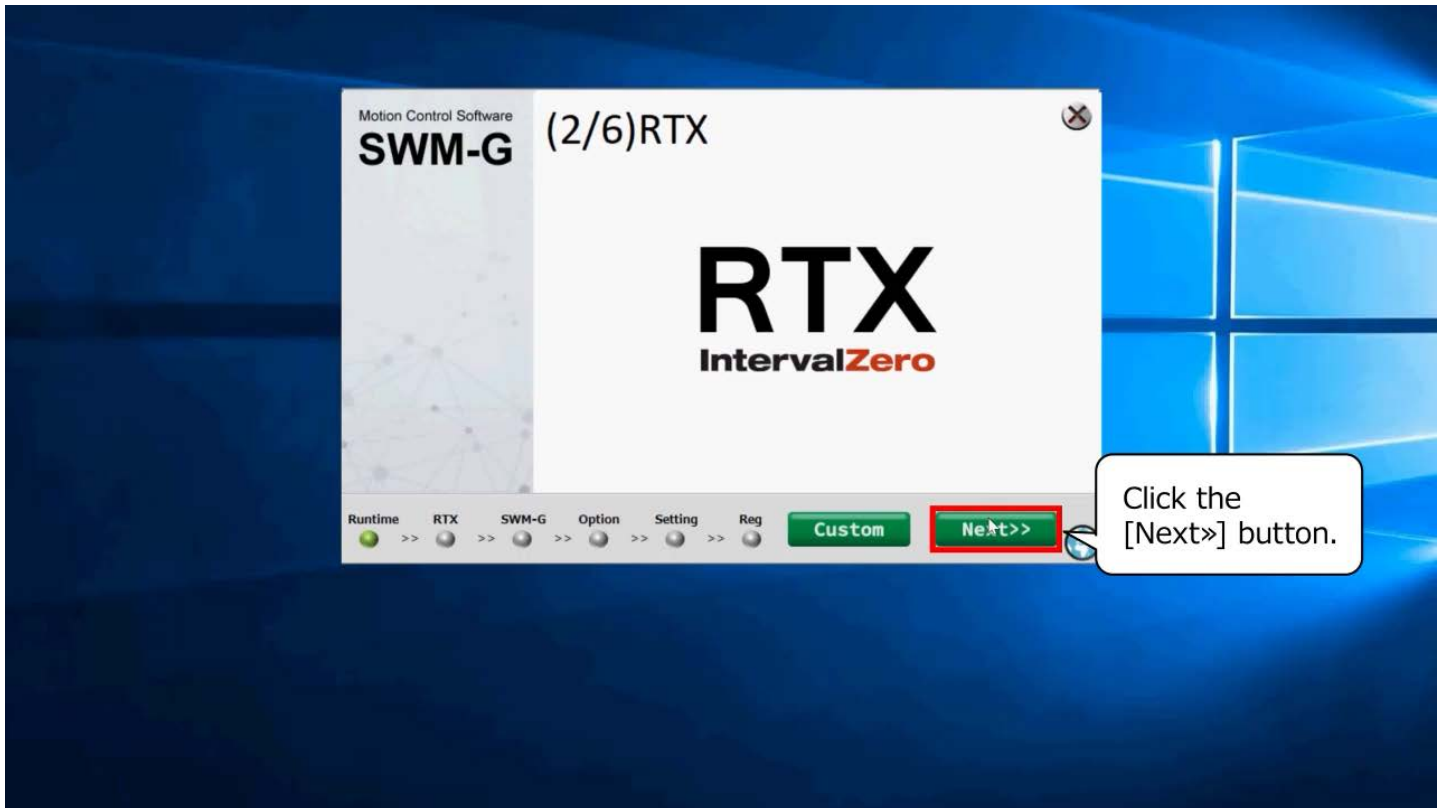 Motion Control Software
SWM-G
(2/6)RTX
RTX
IntervalZero
Runtime >> RTX >> SWM-G >> Option >> Setting >> Reg
Custom
Next>>
Click the
[Next»] button.